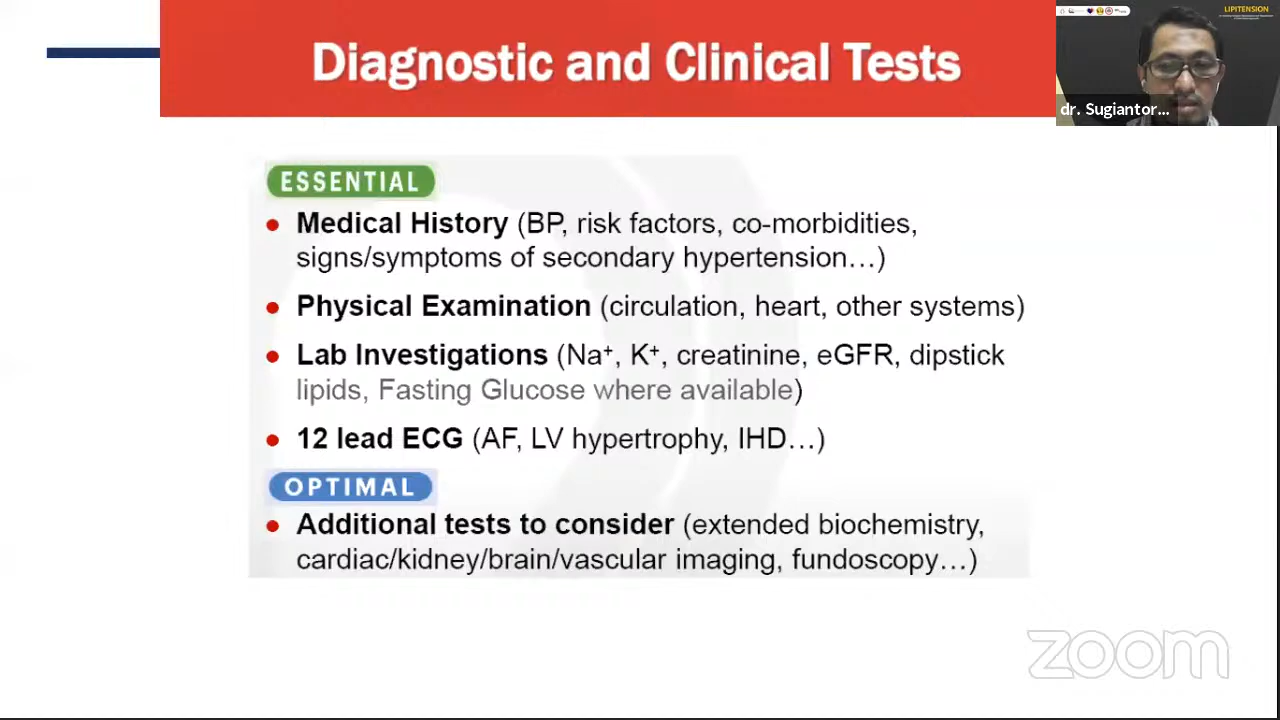 Diagnostic and Clinical Tests
LIPITENSION
dr. Sugiantor...
ESSENTIAL
• Medical History (BP, risk factors, co-morbidities,
signs/symptoms of secondary hypertension…)
• Physical Examination (circulation, heart, other systems)
• Lab Investigations (Na⁺, K⁺, creatinine, eGFR, dipstick
lipids, Fasting Glucose where available)
• 12 lead ECG (AF, LV hypertrophy, IHD…)
OPTIMAL
• Additional tests to consider (extended biochemistry,
cardiac/kidney/brain/vascular imaging, fundoscopy…)
zoom